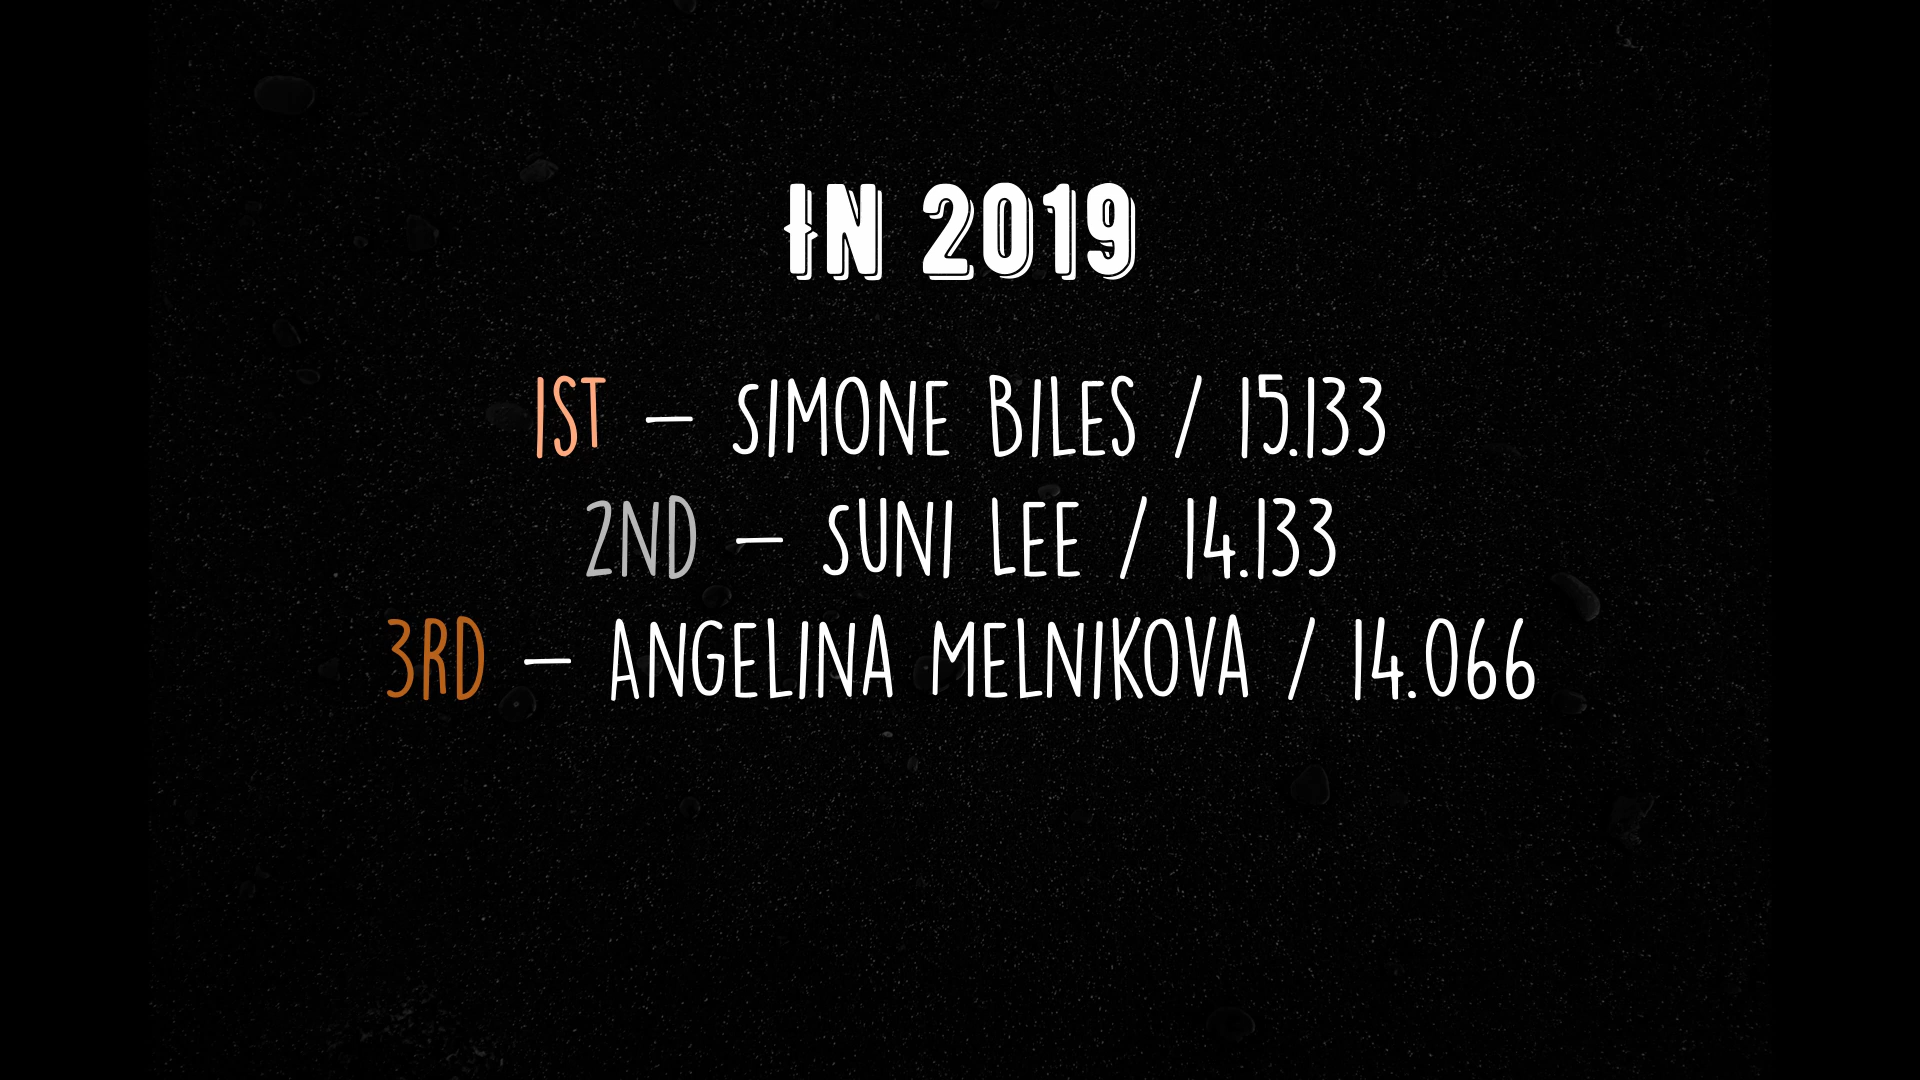 IN 2019
1ST – SIMONE BILES / 15.133
2ND – SUNI LEE / 14.133
3RD – ANGELINA MELNIKOVA / 14.066